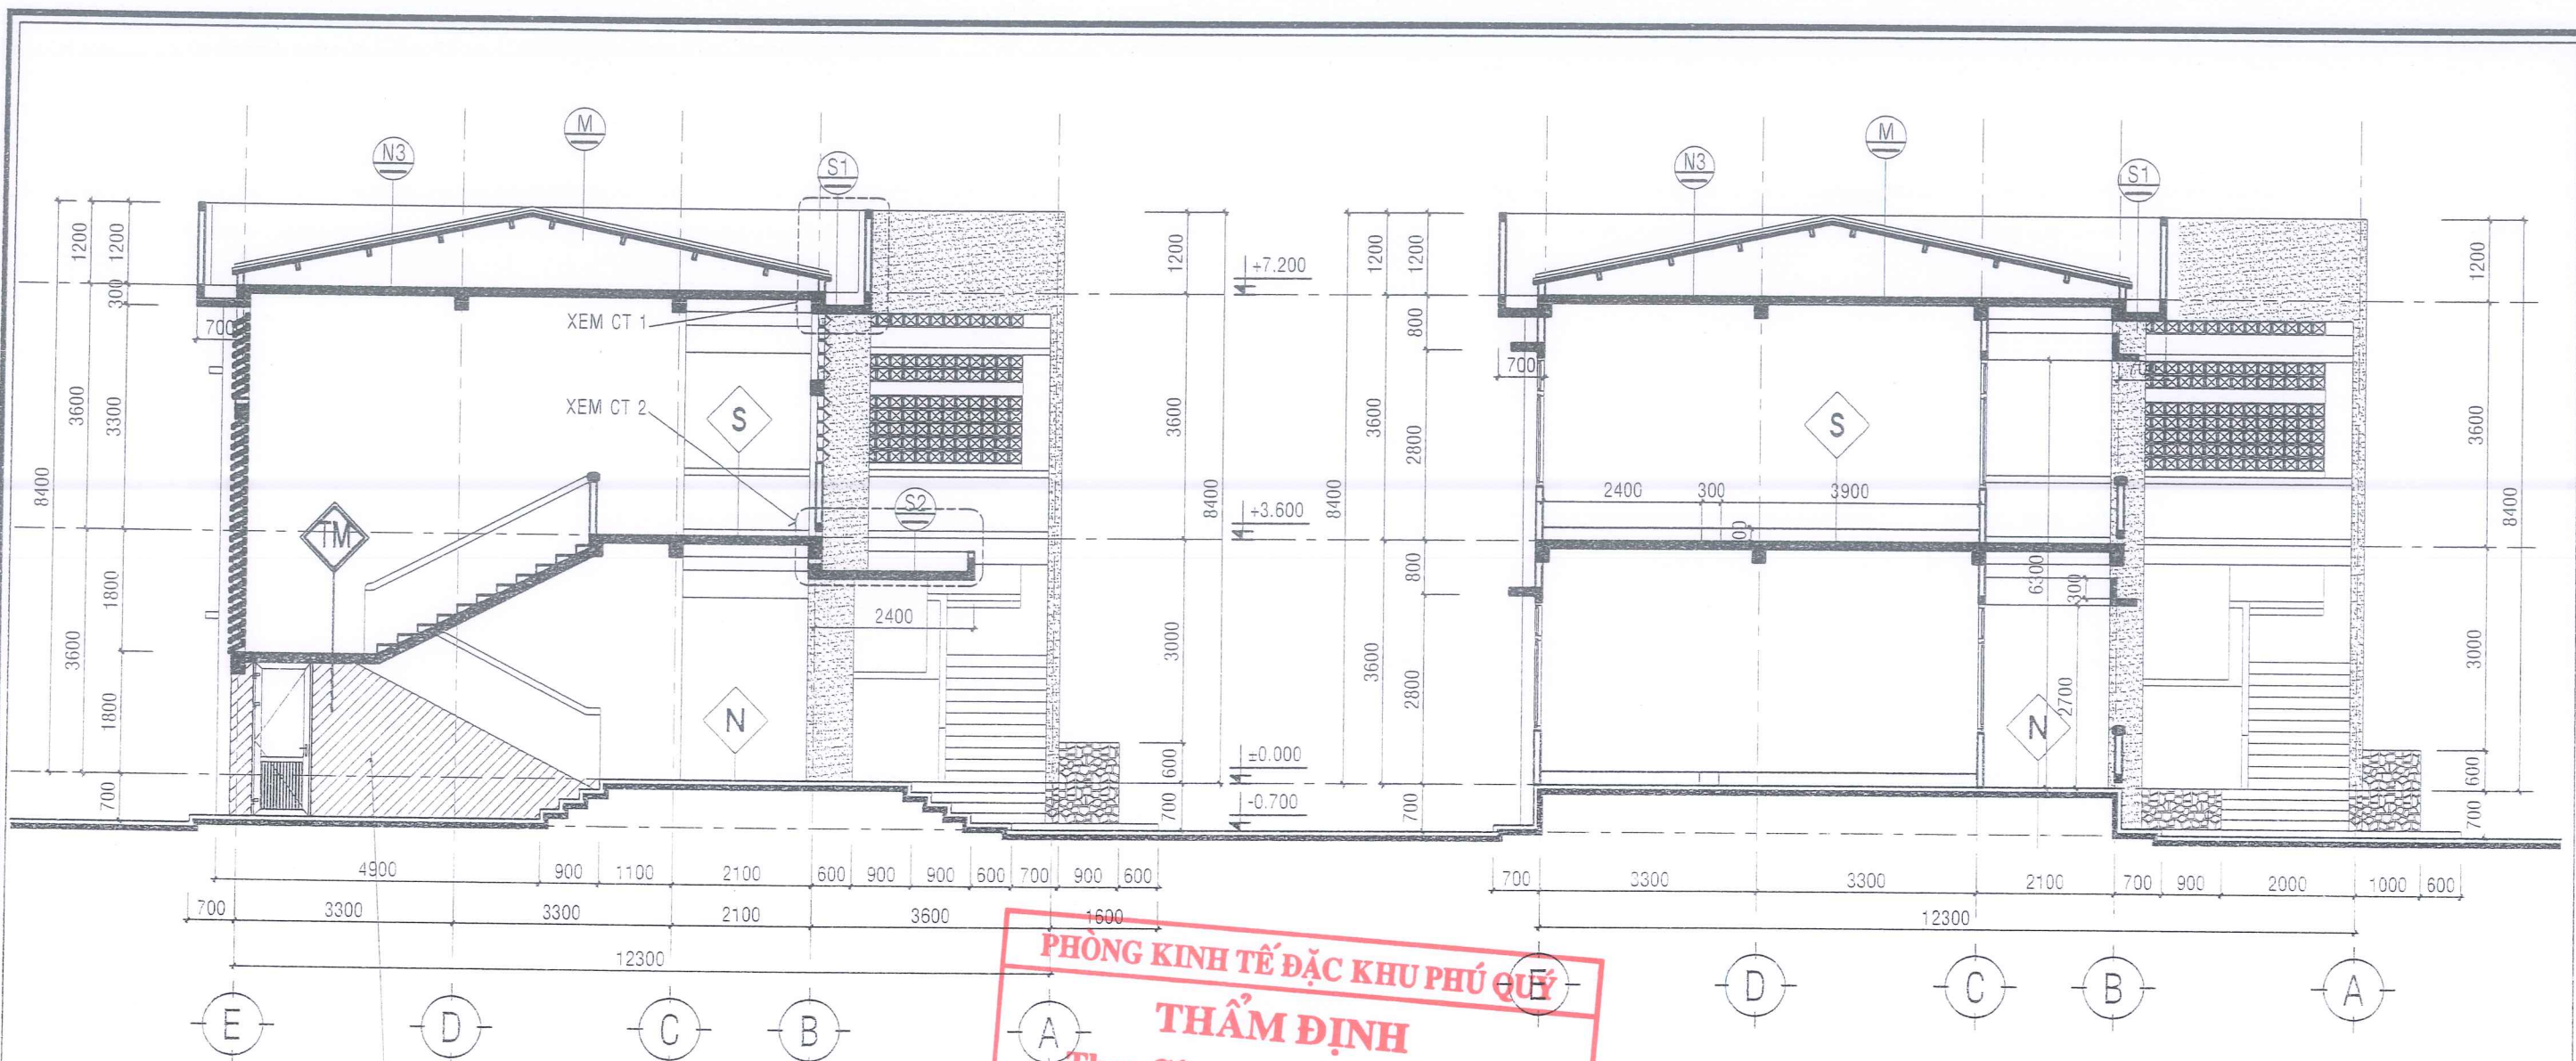 N3
M
S1
1200
1200
300
700
3600
3300
8400
XEM CT 1
XEM CT 2
S
S2
TM
1800
3600
1800
700
2400
N
1200
3600
8400
3000
600
700
+7.200
+3.600
±0.000
-0.700
4900 900 1100 2100 600 900 900 600 700 900 600
700 3300 3300 2100 3600 1600
12300
E D C B A
N3
M
S1
1200
1200
800
700
3600
2800
8400
S
2400 300 3900
800
3600
2800
700
6300
300
2700
N
1200
3600
8400
3000
600
700
700 3300 3300 2100 700 900 2000 1000 600
12300
E D C B A
PHÒNG KINH TẾ ĐẶC KHU PHÚ QUÝ
THẨM ĐỊNH